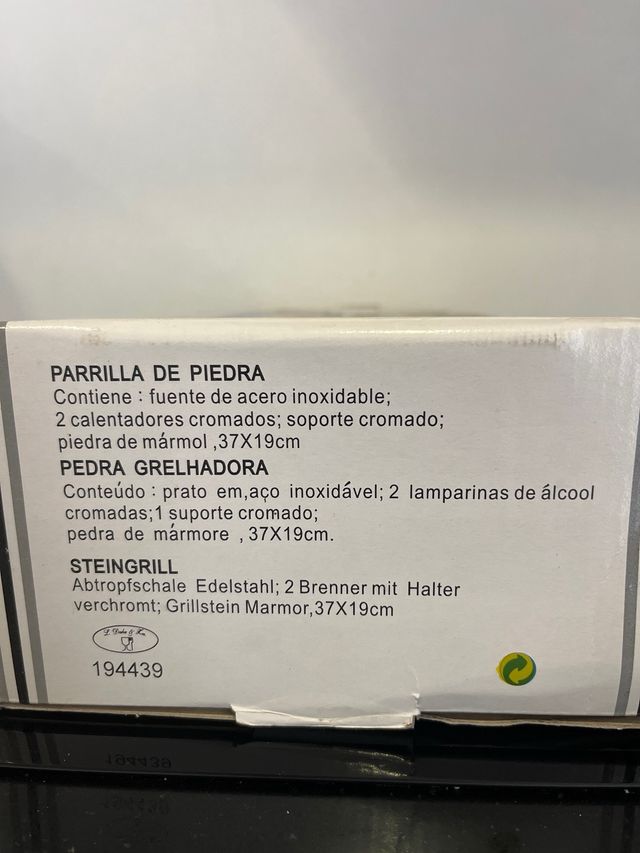 PARRILLA DE PIEDRA
Contiene : fuente de acero inoxidable;
2 calentadores cromados; soporte cromado;
piedra de mármol ,37X19cm
PEDRA GRELHADORA
Conteúdo : prato em,aço inoxidável; 2 lamparinas de álcool
cromadas;1 suporte cromado;
pedra de mármore , 37X19cm.
STEINGRILL
Abtropfschale Edelstahl; 2 Brenner mit Halter
verchromt; Grillstein Marmor,37X19cm
194439